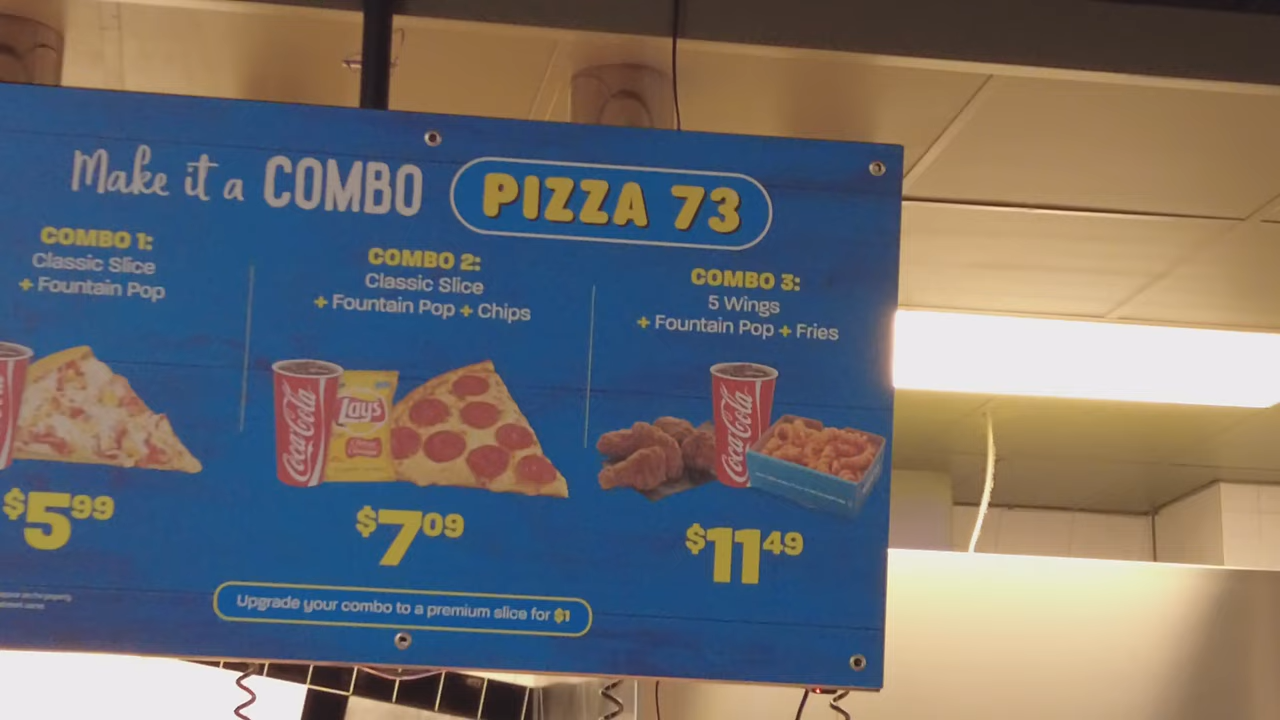 Make it a COMBO
PIZZA 73
COMBO 1:
Classic Slice
+ Fountain Pop
$5.99
COMBO 2:
Classic Slice
+ Fountain Pop + Chips
Coca-Cola
Lay's
$7.09
COMBO 3:
5 Wings
+ Fountain Pop + Fries
Coca-Cola
$11.49
Upgrade your combo to a premium slice for $1